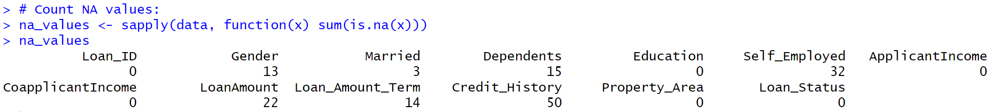 > # Count NA values:
> na_values <- sapply(data, function(x) sum(is.na(x)))
> na_values
Loan_ID Gender Married Dependents Education Self_Employed ApplicantIncome
0 13 3 15 0 32 0
CoapplicantIncome LoanAmount Loan_Amount_Term Credit_History Property_Area Loan_Status
0 22 14 50 0 0